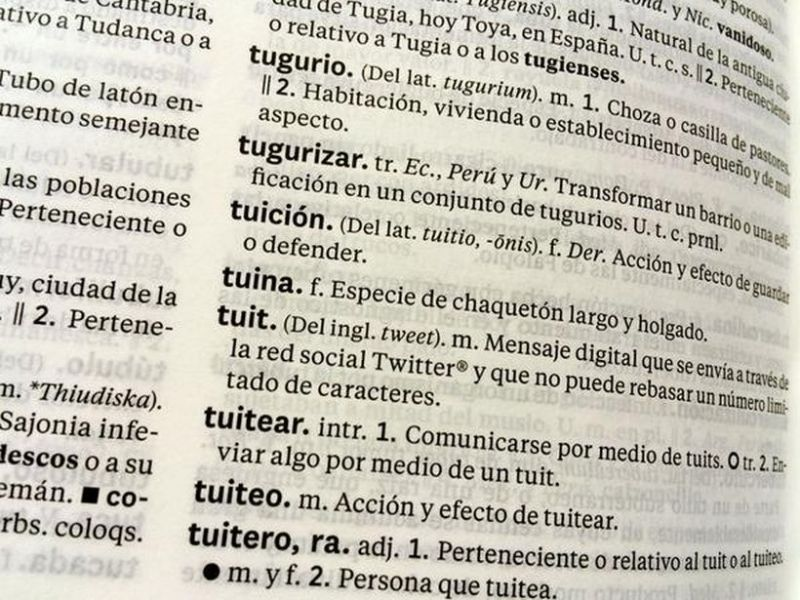 Cantabria,
ativo a Tudanca o a
Tubo de latón en-
mento semejante
las poblaciones
Perteneciente o
uy, ciudad de la
. || 2. Pertene-
m. *Thiudiska).
Sajonia infe-
descos o a su
emán. ■ co-
erbs. coloqs.
Tugiensis). adj. 1. Natural de la antigua
dad de Tugia, hoy Toya, en España. U. t. c. s. || 2. Perteneciente
o relativo a Tugia o a los tugienses.
tugurio. (Del lat. tugurium). m. 1. Choza o casilla de pastores.
|| 2. Habitación, vivienda o establecimiento pequeño y de mal
aspecto.
tugurizar. tr. Ec., Perú y Ur. Transformar un barrio o una edi-
ficación en un conjunto de tugurios. U. t. c. prnl.
tuición. (Del lat. tuitio, -ōnis). f. Der. Acción y efecto de guardar
o defender.
tuina. f. Especie de chaquetón largo y holgado.
tuit. (Del ingl. tweet). m. Mensaje digital que se envía a través de
la red social Twitter® y que no puede rebasar un número limi-
tado de caracteres.
tuitear. intr. 1. Comunicarse por medio de tuits. O tr. 2. En-
viar algo por medio de un tuit.
tuiteo. m. Acción y efecto de tuitear.
tuitero, ra. adj. 1. Perteneciente o relativo al tuit o al tuiteo.
● m. y f. 2. Persona que tuitea.